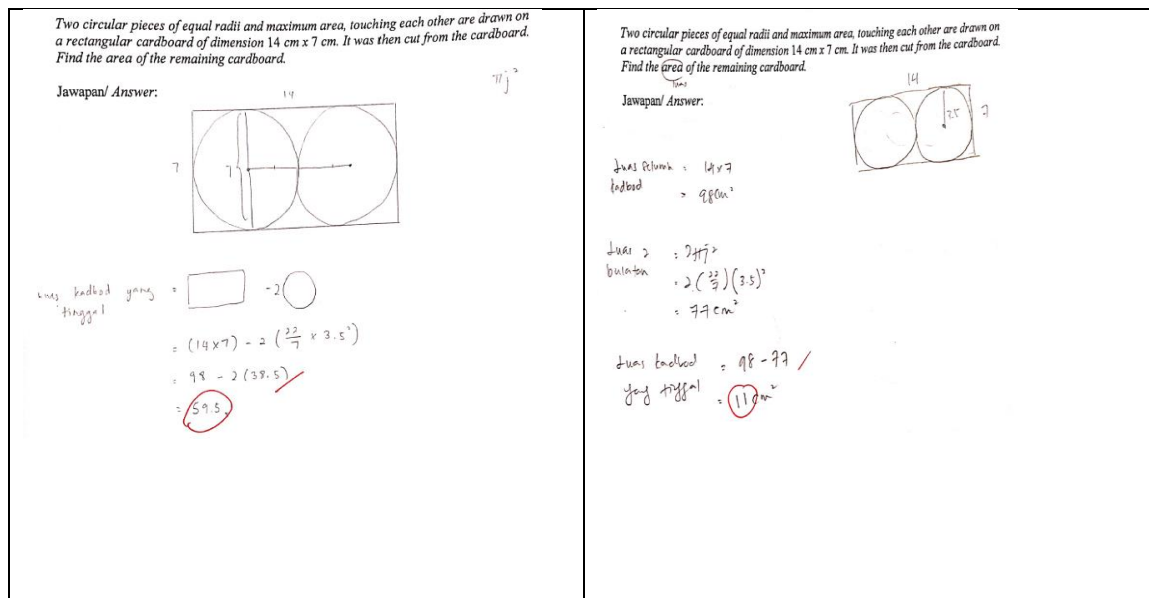 Two circular pieces of equal radii and maximum area, touching each other are drawn on
a rectangular cardboard of dimension 14 cm x 7 cm. It was then cut from the cardboard.
Find the area of the remaining cardboard.
πj²
Jawapan/ Answer:
14
7
7
luas kadbod yang = - 2
tinggal
= (14×7) - 2 (22/7 × 3.5²)
= 98 - 2 (38.5)
= 59.5
Two circular pieces of equal radii and maximum area, touching each other are drawn on
a rectangular cardboard of dimension 14 cm x 7 cm. It was then cut from the cardboard.
Find the area of the remaining cardboard.
luas
Jawapan/ Answer:
14
7
Luas = 14×7
kadbod
= 98cm²
Luas 2 = 2πj²
bulatan = 2(22/7)(3.5)²
= 77cm²
Luas kadbod = 98 - 77
yang tinggal = 11cm²